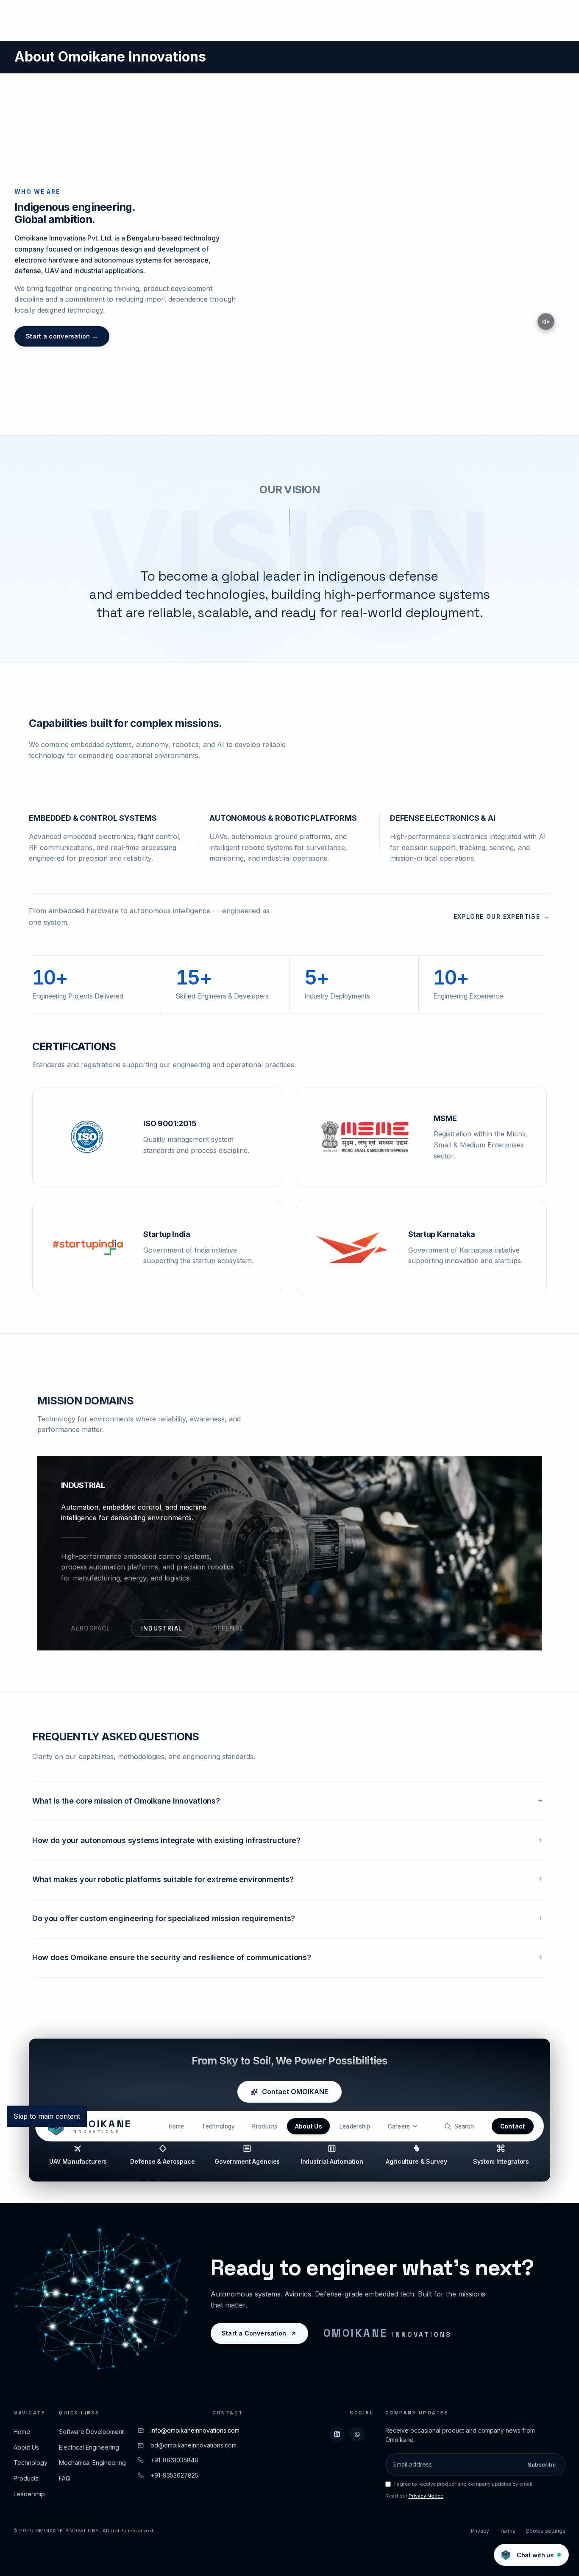 About Omoikane Innovations
WHO WE ARE
Indigenous engineering.
Global ambition.
Omoikane Innovations Pvt. Ltd. is a Bengaluru-based technology
company focused on indigenous design and development of
electronic hardware and autonomous systems for aerospace,
defense, UAV and industrial applications.
We bring together engineering thinking, product development
discipline and a commitment to reducing import dependence through
locally designed technology.
Start a conversation →
VISION
OUR VISION
To become a global leader in indigenous defense
and embedded technologies, building high-performance systems
that are reliable, scalable, and ready for real-world deployment.
Capabilities built for complex missions.
We combine embedded systems, autonomy, robotics, and AI to develop reliable
technology for demanding operational environments.
EMBEDDED & CONTROL SYSTEMS
Advanced embedded electronics, flight control,
RF communications, and real-time processing
engineered for precision and reliability.
AUTONOMOUS & ROBOTIC PLATFORMS
UAVs, autonomous ground platforms, and
intelligent robotic systems for surveillance,
monitoring, and industrial operations.
DEFENSE ELECTRONICS & AI
High-performance electronics integrated with AI
for decision support, tracking, sensing, and
mission-critical operations.
From embedded hardware to autonomous intelligence — engineered as
one system.
EXPLORE OUR EXPERTISE →
10+
Engineering Projects Delivered
15+
Skilled Engineers & Developers
5+
Industry Deployments
10+
Engineering Experience
CERTIFICATIONS
Standards and registrations supporting our engineering and operational practices.
ISO
ISO 9001:2015
Quality management system
standards and process discipline.
सूक्ष्म, लघु एवं मध्यम उद्यम
MICRO, SMALL & MEDIUM ENTERPRISES
MSME
Registration within the Micro,
Small & Medium Enterprises
sector.
#startupindia
Startup India
Government of India initiative
supporting the startup ecosystem.
Startup Karnataka
Government of Karnataka initiative
supporting innovation and startups.
MISSION DOMAINS
Technology for environments where reliability, awareness, and
performance matter.
INDUSTRIAL
Automation, embedded control, and machine
intelligence for demanding environments.
High-performance embedded control systems,
process automation platforms, and precision robotics
for manufacturing, energy, and logistics.
AEROSPACE
INDUSTRIAL
DEFENSE
FREQUENTLY ASKED QUESTIONS
Clarity on our capabilities, methodologies, and engineering standards.
What is the core mission of Omoikane Innovations? +
How do your autonomous systems integrate with existing infrastructure? +
What makes your robotic platforms suitable for extreme environments? +
Do you offer custom engineering for specialized mission requirements? +
How does Omoikane ensure the security and resilience of communications? +
From Sky to Soil, We Power Possibilities
Contact OMOIKANE
Skip to main content
OMOIKANE
INNOVATIONS
Home
Technology
Products
About Us
Leadership
Careers
Search
Contact
UAV Manufacturers
Defense & Aerospace
Government Agencies
Industrial Automation
Agriculture & Survey
System Integrators
Ready to engineer what’s next?
Autonomous systems. Avionics. Defense-grade embedded tech. Built for the missions
that matter.
Start a Conversation
OMOIKANE INNOVATIONS
NAVIGATE
Home
About Us
Technology
Products
Leadership
QUICK LINKS
Software Development
Electrical Engineering
Mechanical Engineering
FAQ
CONTACT
info@omoikaneinnovations.com
bd@omoikaneinnovations.com
+91-8861035848
+91-9353627825
SOCIAL
COMPANY UPDATES
Receive occasional product and company news from
Omoikane.
Email address
Subscribe
I agree to receive product and company updates by email.
Read our Privacy Notice
© 2026 OMOIKANE INNOVATIONS. All rights reserved.
Privacy
Terms
Cookie settings
Chat with us